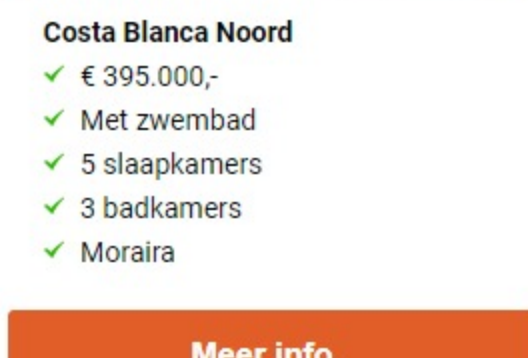 Costa Blanca Noord
€ 395.000,-
Met zwembad
5 slaapkamers
3 badkamers
Moraira
Meer info